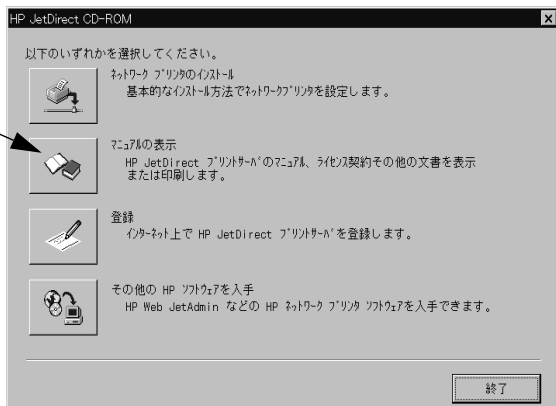 HP JetDirect CD-ROM
以下のいずれかを選択してください。
ﾈｯﾄﾜｰｸ ﾌﾟﾘﾝﾀのｲﾝｽﾄｰﾙ
基本的なｲﾝｽﾄｰﾙ方法でﾈｯﾄﾜｰｸﾌﾟﾘﾝﾀを設定します。
ﾏﾆｭｱﾙの表示
HP JetDirect ﾌﾟﾘﾝﾄｻｰﾊﾞのﾏﾆｭｱﾙ、ﾗｲｾﾝｽ契約その他の文書を表示
または印刷します。
登録
ｲﾝﾀｰﾈｯﾄ上で HP JetDirect ﾌﾟﾘﾝﾄｻｰﾊﾞを登録します。
その他の HP ｿﾌﾄｳｪｱを入手
HP Web JetAdmin などの HP ﾈｯﾄﾜｰｸ ﾌﾟﾘﾝﾀ ｿﾌﾄｳｪｱを入手できます。
終了